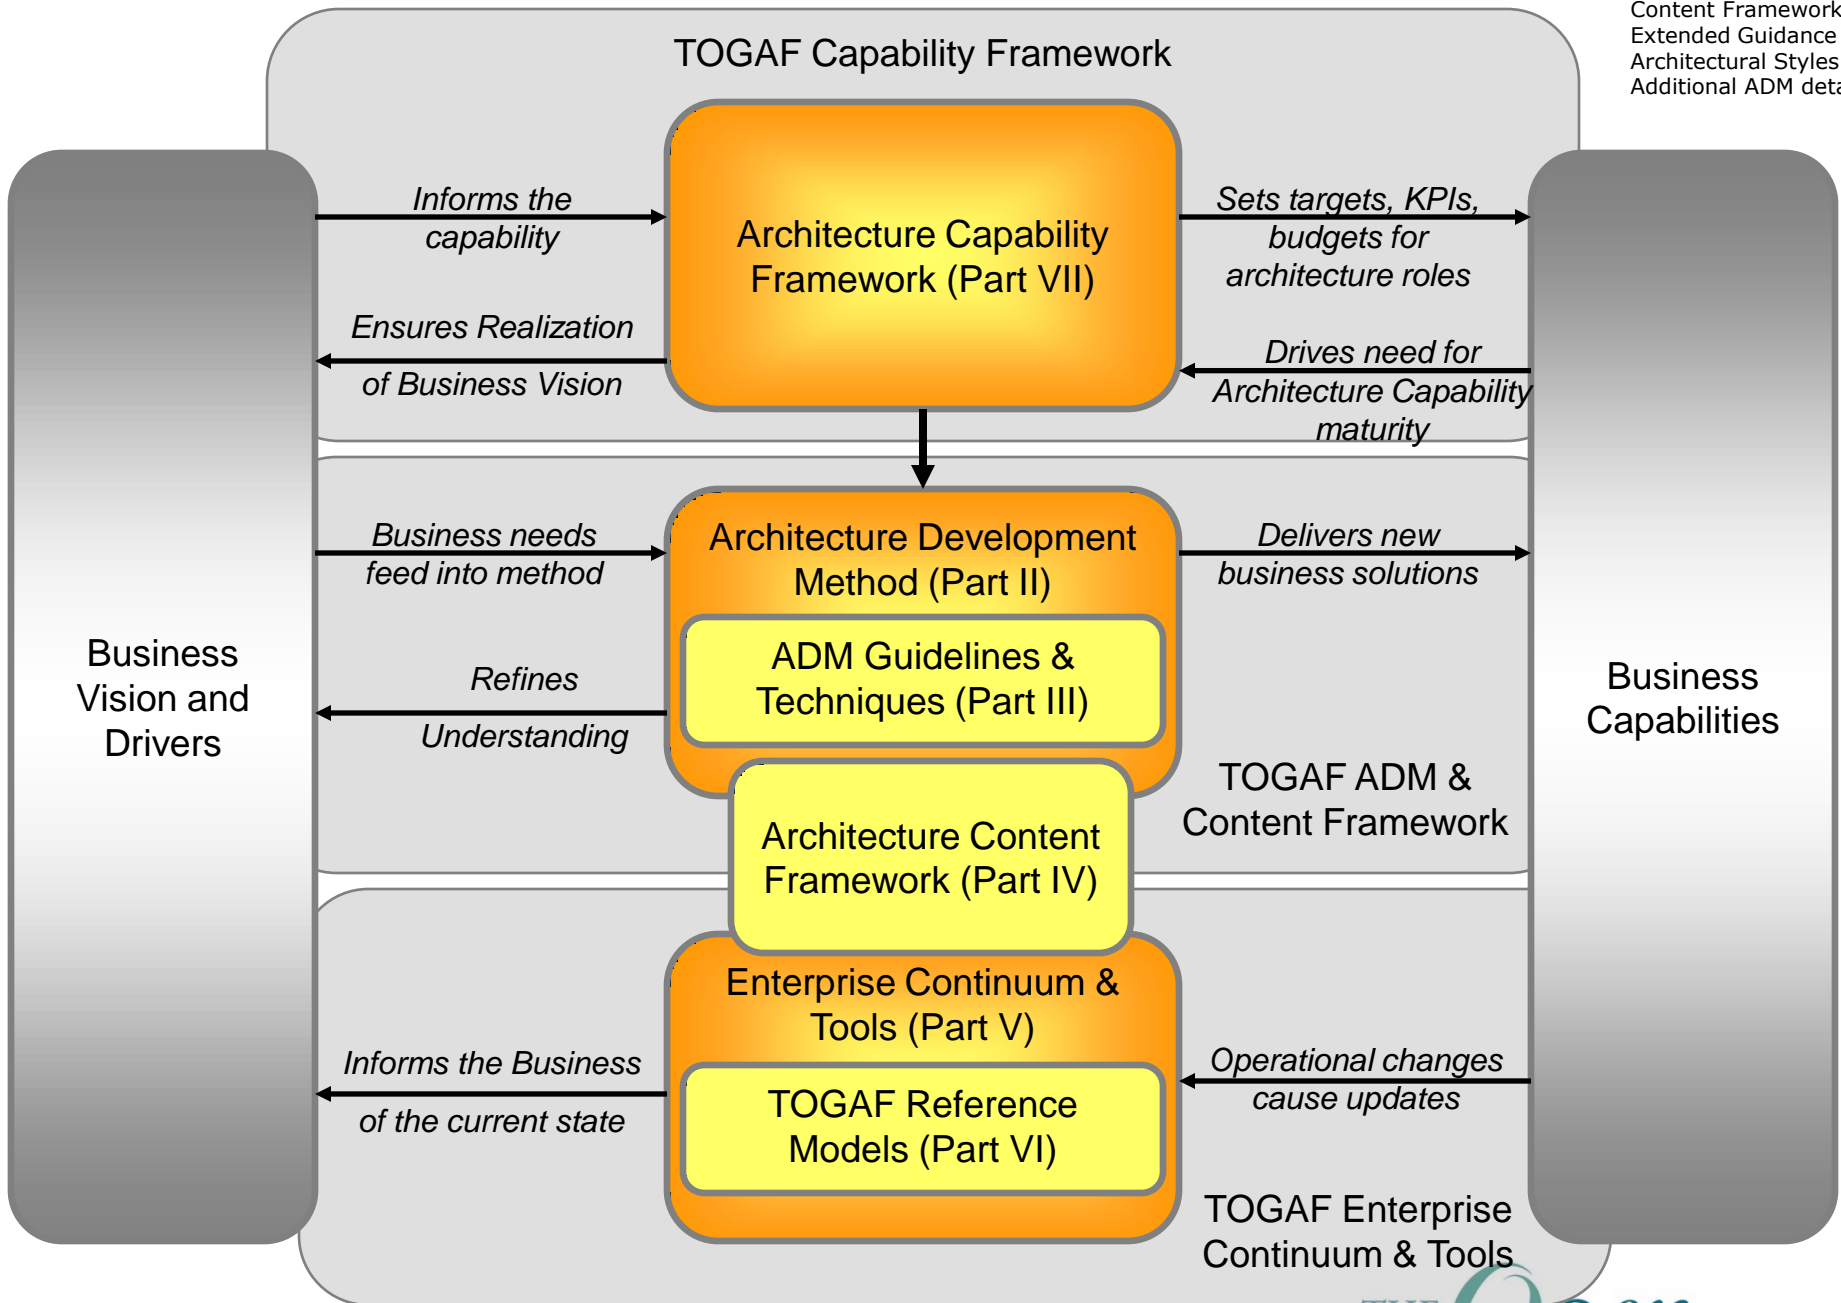 Content Framework
Extended Guidance
Architectural Styles
Additional ADM
TOGAF Capability Framework
Informs the
capability
Ensures Realization
of Business Vision
Architecture Capability
Framework (Part VII)
Sets targets, KPIs,
budgets for
architecture roles
Drives need for
Architecture Capability
maturity
Business needs
feed into method
Refines
Understanding
Architecture Development
Method (Part II)
ADM Guidelines &
Techniques (Part III)
Delivers new
business solutions
Business
Vision and
Drivers
Business
Capabilities
TOGAF ADM &
Content Framework
Architecture Content
Framework (Part IV)
Enterprise Continuum &
Tools (Part V)
TOGAF Reference
Models (Part VI)
Informs the Business
of the current state
Operational changes
cause updates
TOGAF Enterprise
Continuum & Tools
THE